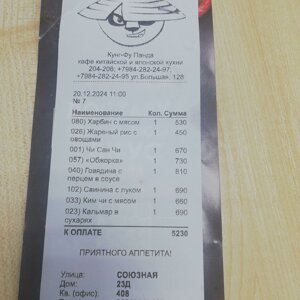 Кунг-Фу Панда
кафе китайской и японской кухни
204-206; +7984-282-24-97;
+7984-282-24-95 ул.Большая, 128
20.12.2024 11:00
№ 7
Наименование Кол. Сумма
080) Харбин с мясом 1 530
026) Жареный рис с 1 450
овощами
001) Чи Сан Чи 1 670
057) «Обжорка» 1 730
040) Говядина с 1 810
перцем в соусе
102) Свинина с луком 1 690
033) Ким чи с мясом 1 660
023) Кальмар в 1 690
сухарях
К ОПЛАТЕ 5230
ПРИЯТНОГО АППЕТИТА!
Улица: СОЮЗНАЯ
Дом: 23Д
Кв. (офис): 408